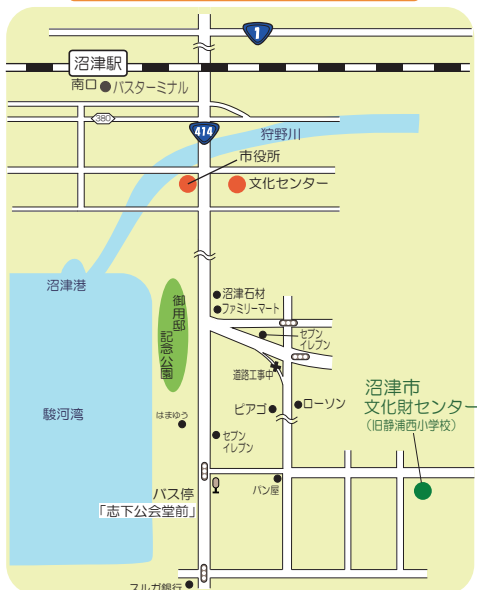 1
沼津駅
南口
バスターミナル
380
414
狩野川
市役所
文化センター
沼津港
御用邸
記念公園
沼津石材
ファミリーマート
セブン
イレブン
道路工事中
沼津市
文化財センター
(旧静浦西小学校)
ピアゴ
ローソン
駿河湾
はまゆう
セブン
イレブン
パン屋
バス停
「志下公会堂前」
スルガ銀行